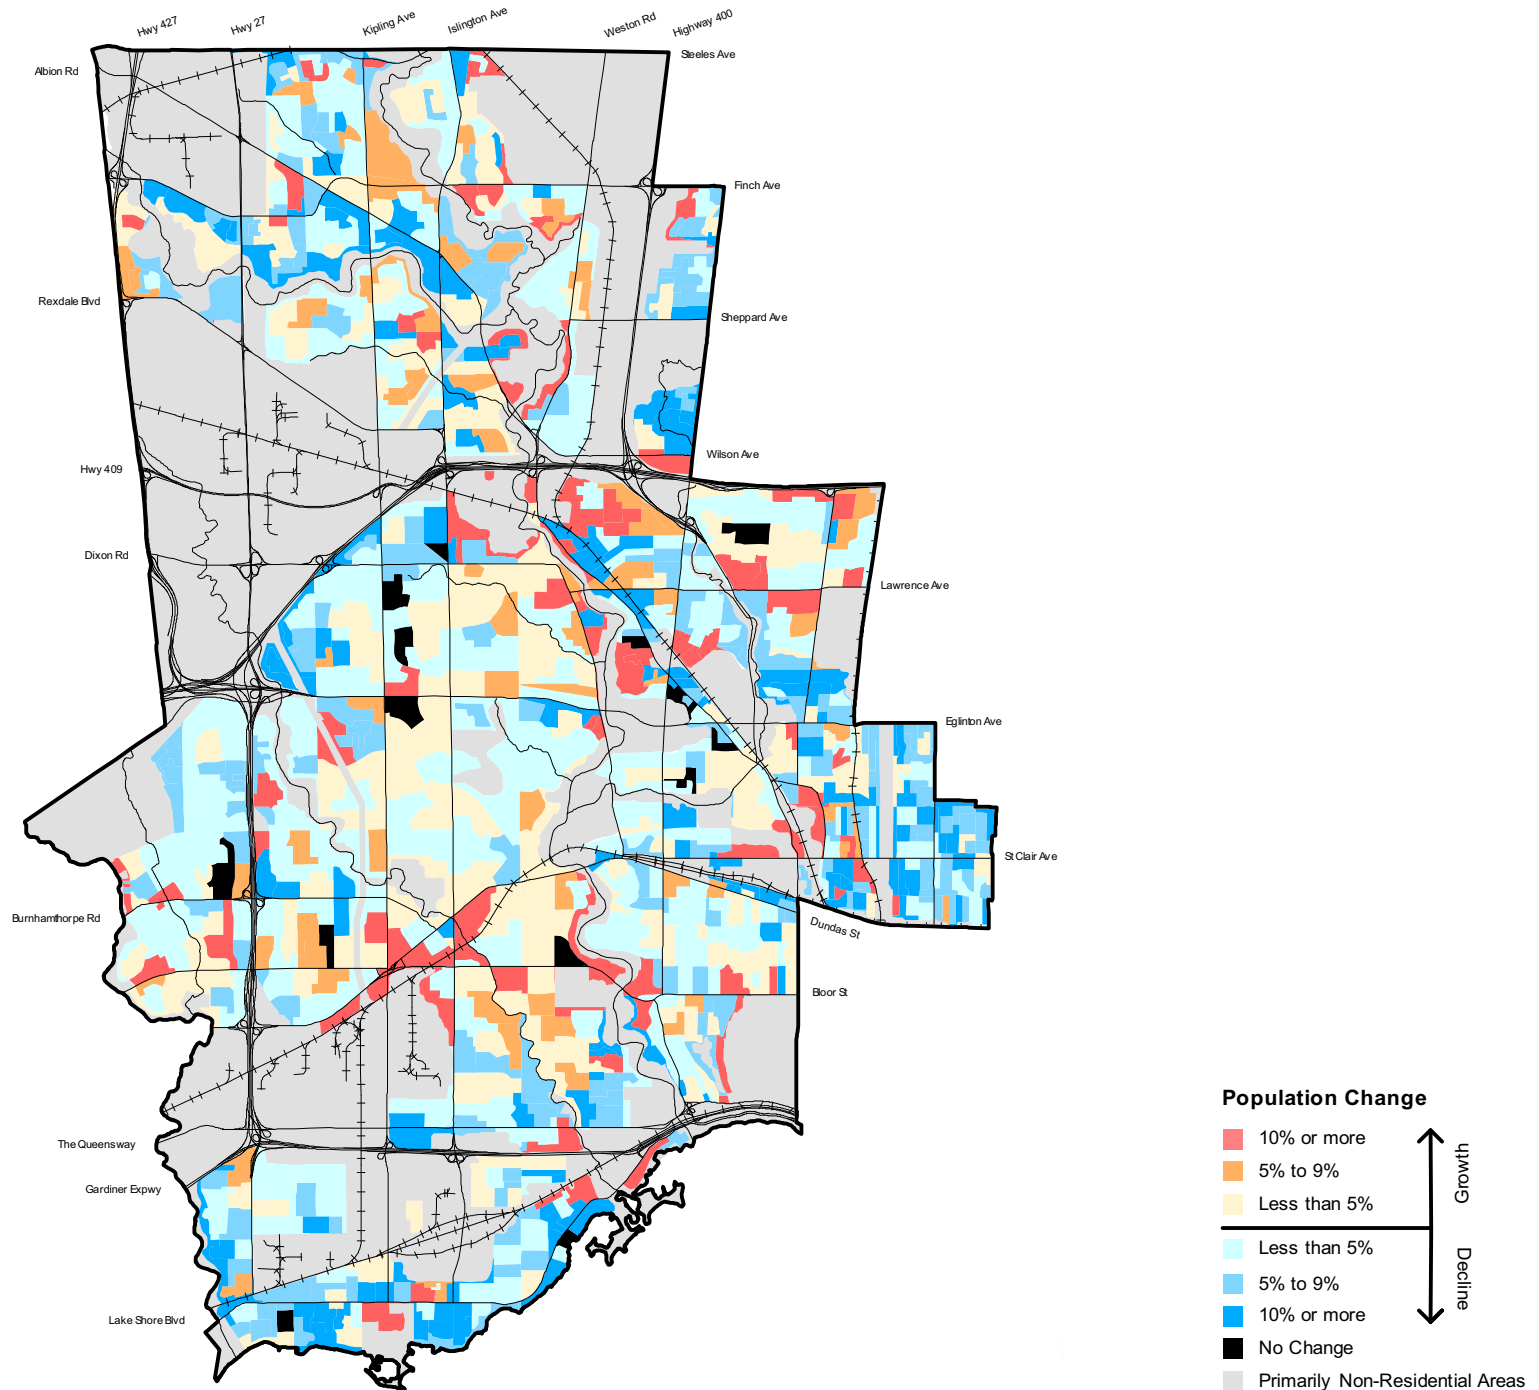 Hwy 427
Hwy 27
Kipling Ave
Islington Ave
Weston Rd
Highway 400
Steeles Ave
Albion Rd
Finch Ave
Rexdale Blvd
Sheppard Ave
Wilson Ave
Hwy 409
Dixon Rd
Lawrence Ave
Eglinton Ave
St Clair Ave
Burnhamthorpe Rd
Dundas St
Bloor St
The Queensway
Gardiner Expwy
Lake Shore Blvd
Population Change
10% or more
5% to 9%
Less than 5%
Growth
Less than 5%
5% to 9%
10% or more
Decline
No Change
Primarily Non-Residential Areas